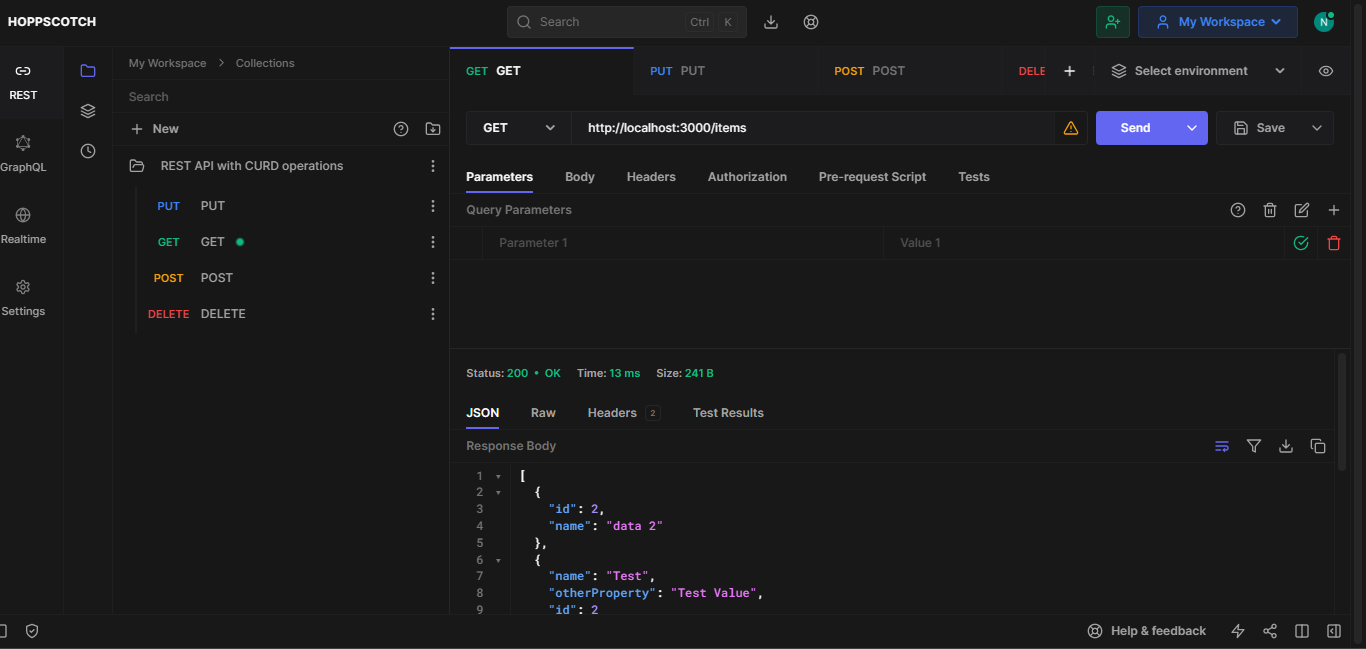 HOPPSCOTCH
Search Ctrl K
My Workspace
N
REST
GraphQL
Realtime
Settings
My Workspace > Collections
Search
+ New
REST API with CURD operations
PUT PUT
GET GET
POST POST
DELETE DELETE
GET GET
PUT PUT
POST POST
DELE
Select environment
GET http://localhost:3000/items
Send
Save
Parameters Body Headers Authorization Pre-request Script Tests
Query Parameters
Parameter 1 Value 1
Status: 200 • OK Time: 13 ms Size: 241 B
JSON Raw Headers 2 Test Results
Response Body
1 [
2 {
3 "id": 2,
4 "name": "data 2"
5 },
6 {
7 "name": "Test",
8 "otherProperty": "Test Value",
9 "id": 2
Help & feedback